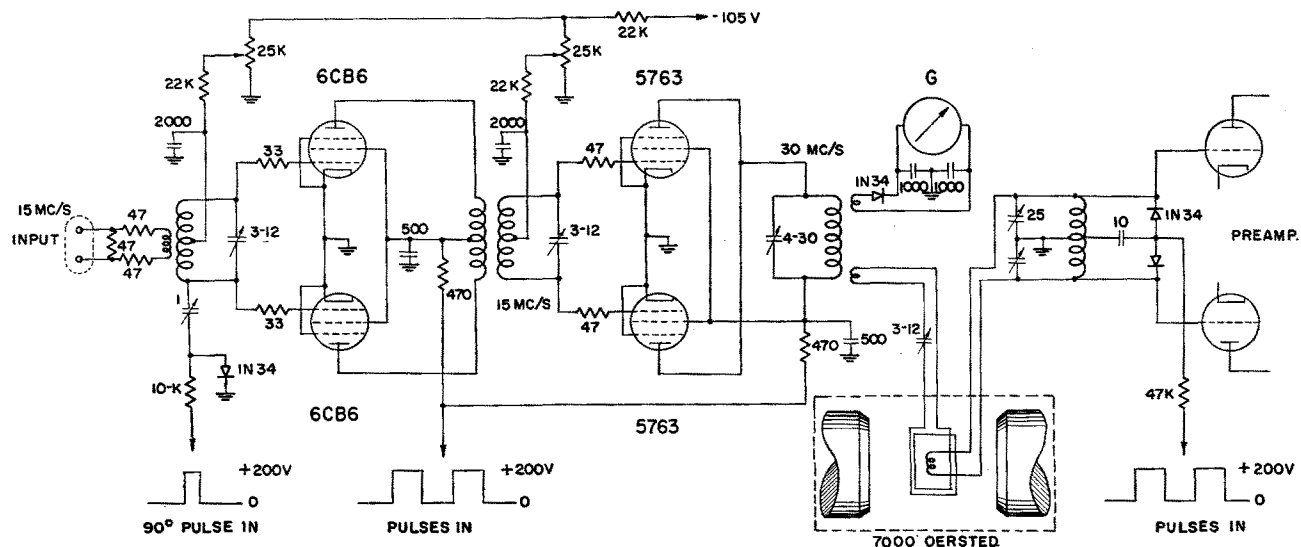 -105 V
22K
25K
25K
22K
22K
6CB6
5763
G
2000
2000
33
47
30 MC/S
1N34
1000
1000
15 MC/S
INPUT
47
47
47
3-12
500
470
3-12
15 MC/S
4-30
25
10
1N34
PREAMP.
1
33
47
470
500
3-12
1N34
10-K
47K
6CB6
5763
+200V
0
90° PULSE IN
+200V
0
PULSES IN
7000 OERSTED
+200V
0
PULSES IN